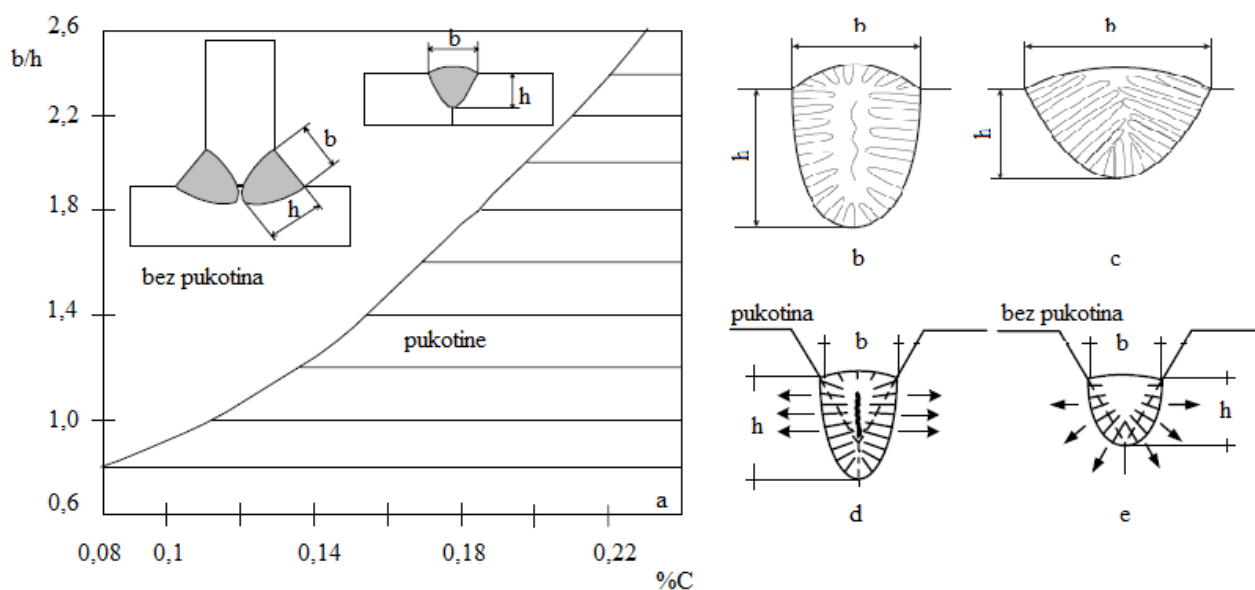 2,6
b/h
2,2
1,8
1,4
1,0
0,6
0,08
0,1
0,14
0,18
0,22
%C
b
h
b
h
bez pukotina
pukotine
a
b
h
b
b
h
c
pukotina
b
h
d
bez pukotina
b
h
e